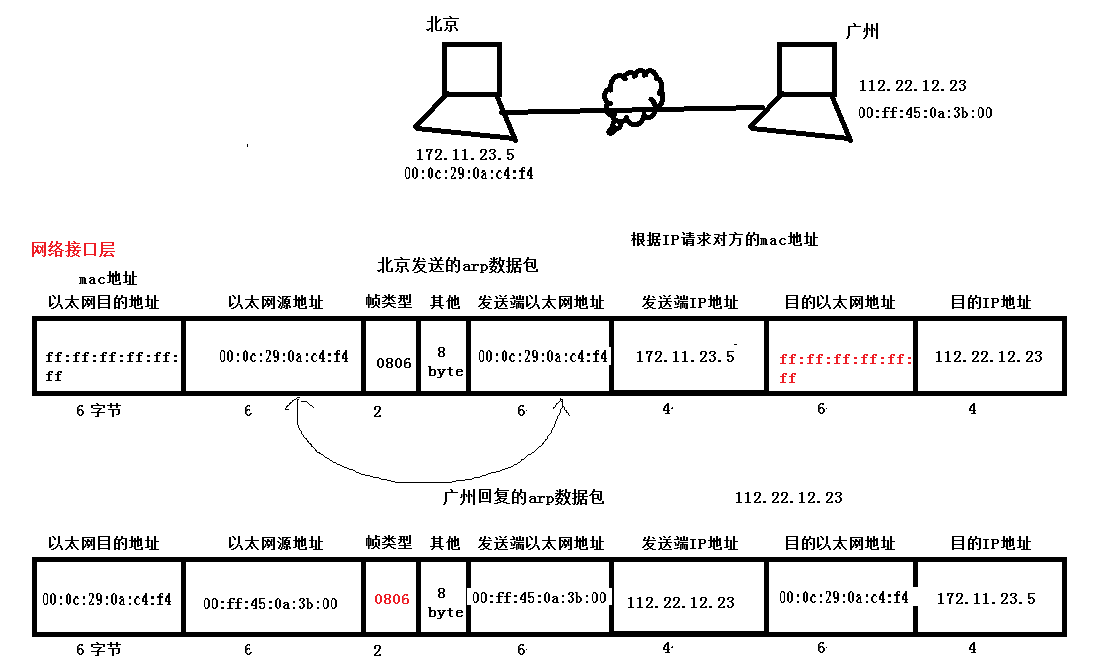 北京
广州
112.22.12.23
00:ff:45:0a:3b:00
172.11.23.5
00:0c:29:0a:c4:f4
网络接口层
根据IP请求对方的mac地址
北京发送的arp数据包
mac地址
以太网目的地址 以太网源地址 帧类型 其他 发送端以太网地址 发送端IP地址 目的以太网地址 目的IP地址
ff:ff:ff:ff:ff:
ff
00:0c:29:0a:c4:f4
0806
8
byte
00:0c:29:0a:c4:f4
172.11.23.5
ff:ff:ff:ff:ff:
ff
112.22.12.23
6 字节 6 2 6 4 6 4
广州回复的arp数据包 112.22.12.23
以太网目的地址 以太网源地址 帧类型 其他 发送端以太网地址 发送端IP地址 目的以太网地址 目的IP地址
00:0c:29:0a:c4:f4
00:ff:45:0a:3b:00
0806
8
byte
00:ff:45:0a:3b:00
112.22.12.23
00:0c:29:0a:c4:f4
172.11.23.5
6 字节 6 2 6 4 6 4